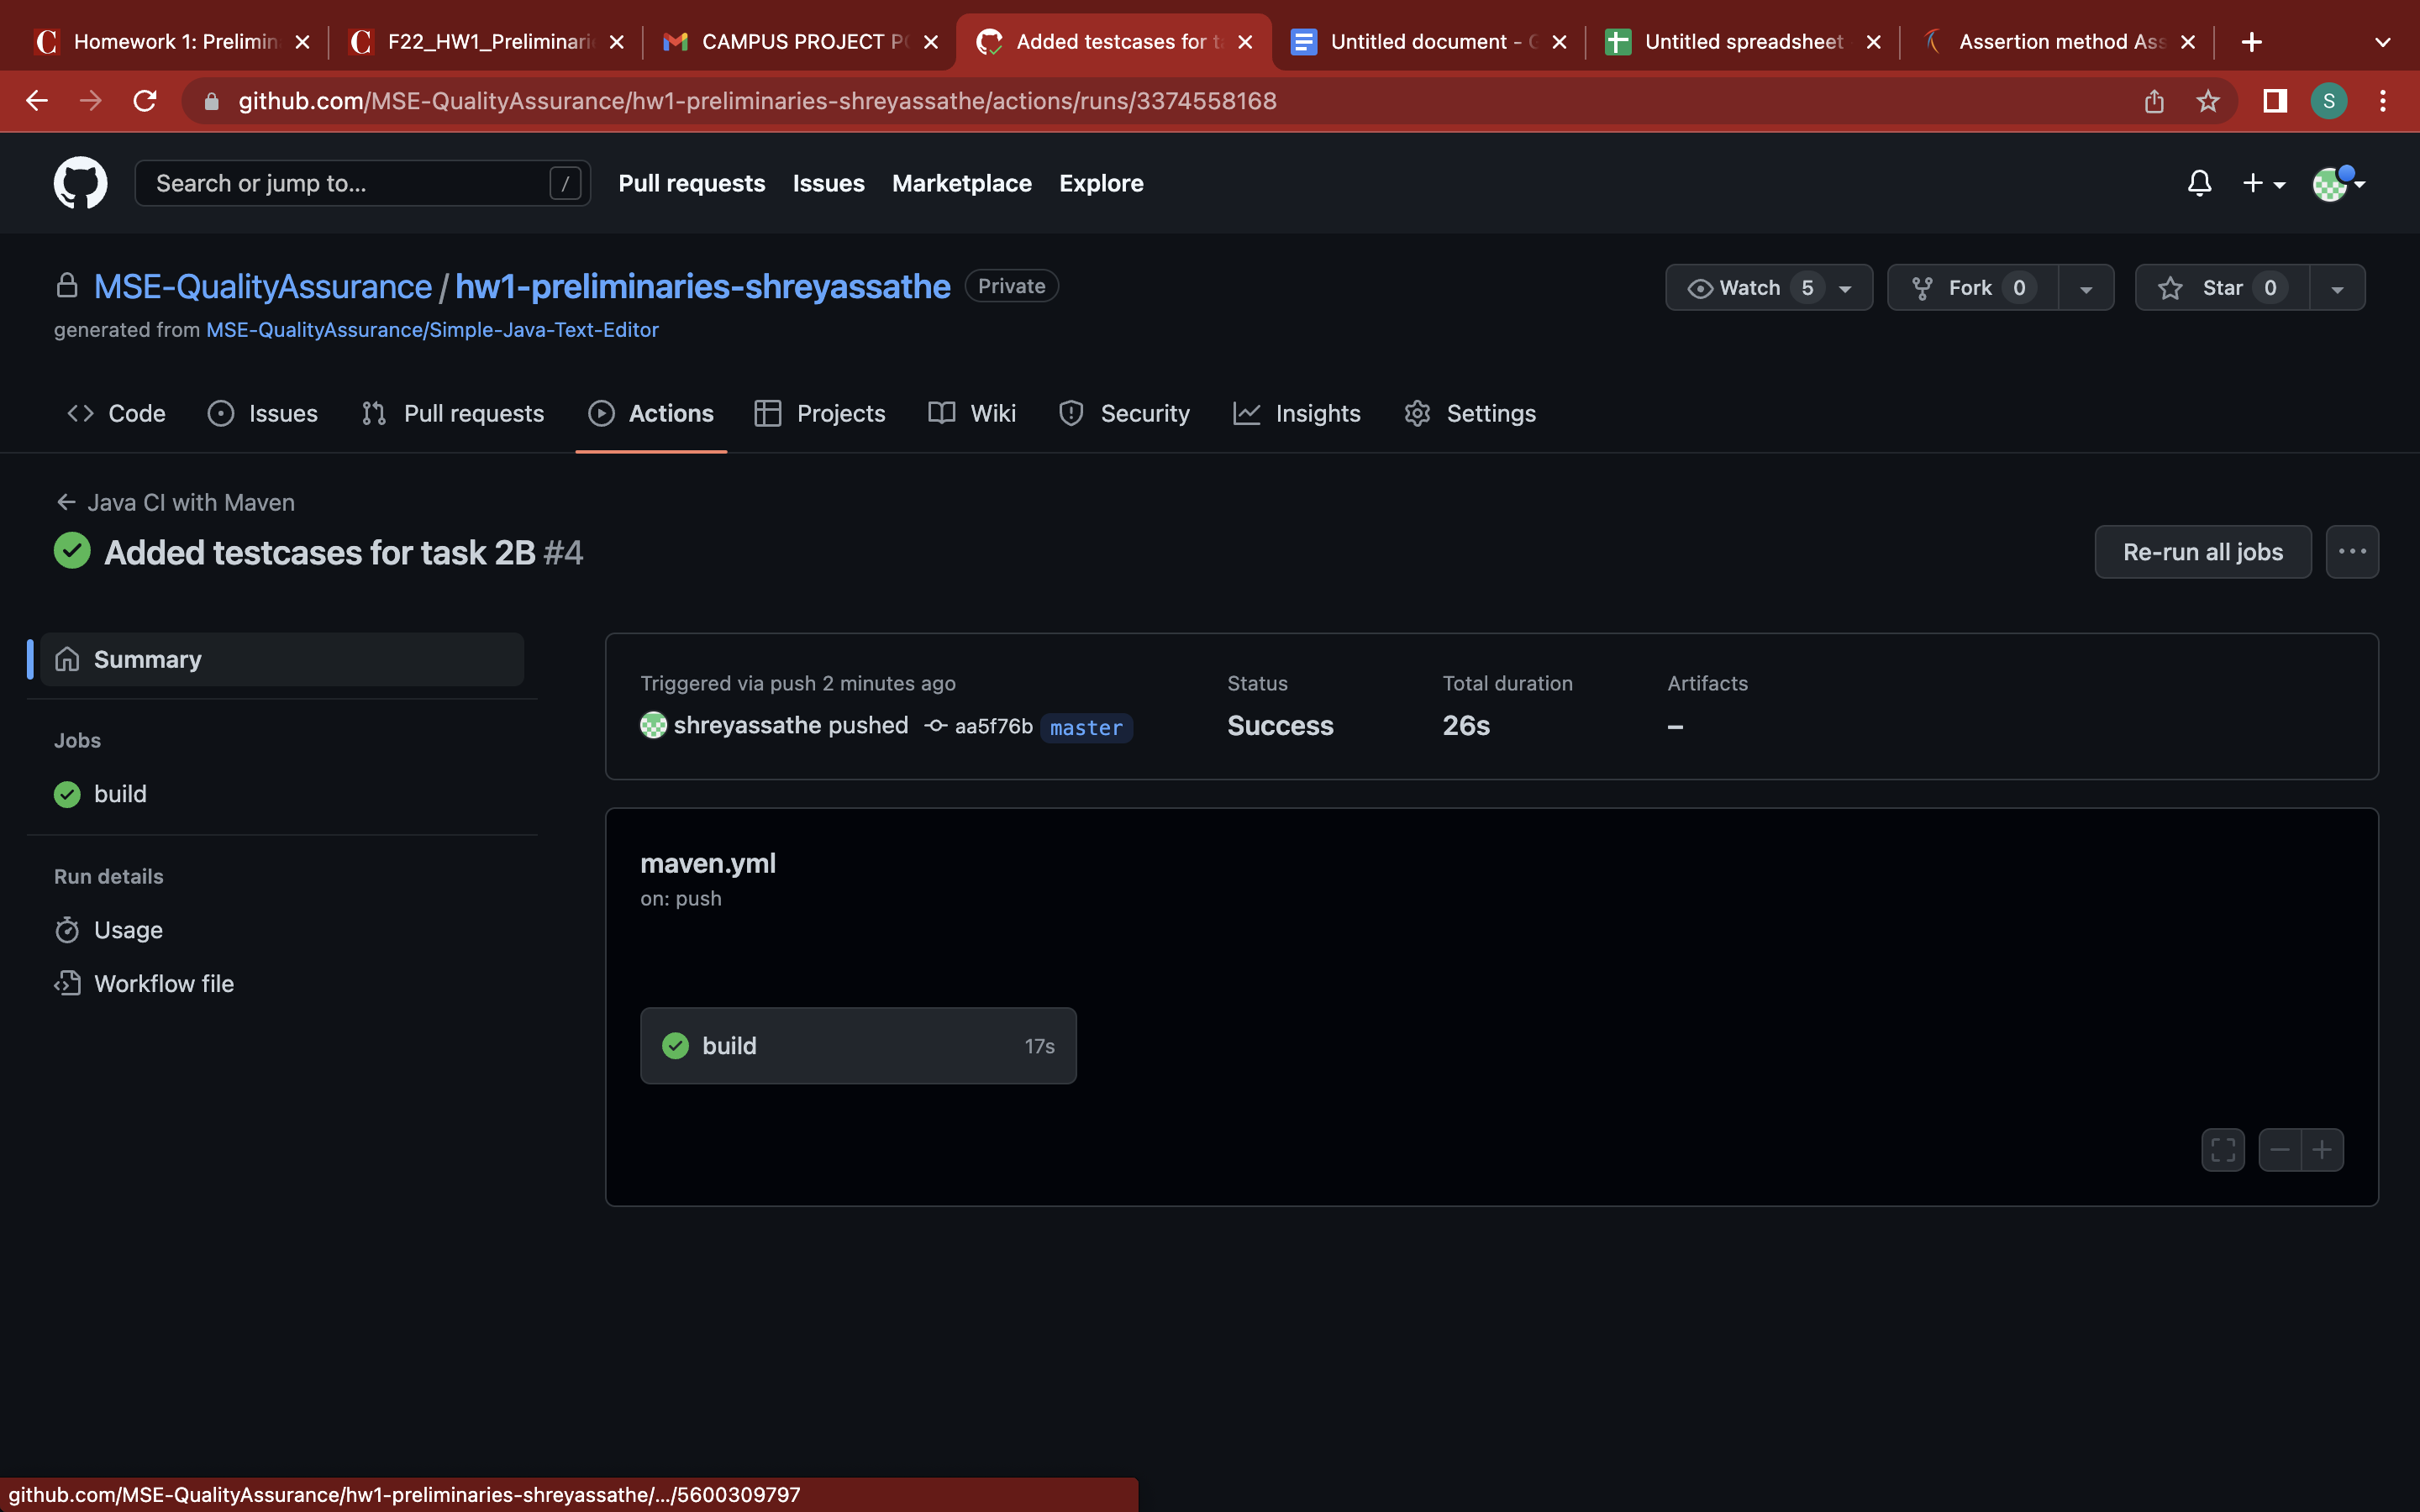 Homework 1: Prelimin
F22_HW1_Preliminari
CAMPUS PROJECT PO
Added testcases for t
Untitled document - G
Untitled spreadsheet
Assertion method Ass
github.com/MSE-QualityAssurance/hw1-preliminaries-shreyassathe/actions/runs/3374558168
S
Search or jump to...
/
Pull requests
Issues
Marketplace
Explore
MSE-QualityAssurance / hw1-preliminaries-shreyassathe
Private
Watch 5
Fork 0
Star 0
generated from MSE-QualityAssurance/Simple-Java-Text-Editor
Code
Issues
Pull requests
Actions
Projects
Wiki
Security
Insights
Settings
Java CI with Maven
Added testcases for task 2B #4
Re-run all jobs
Summary
Jobs
build
Run details
Usage
Workflow file
Triggered via push 2 minutes ago
shreyassathe pushed aa5f76b master
Status
Success
Total duration
26s
Artifacts
–
maven.yml
on: push
build 17s
github.com/MSE-QualityAssurance/hw1-preliminaries-shreyassathe/.../5600309797